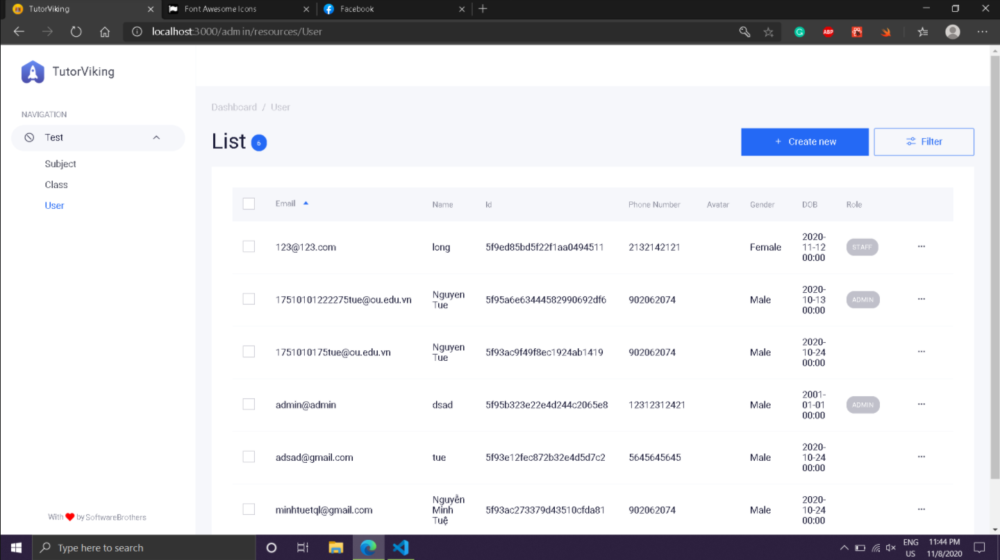 TutorViking
Font Awesome Icons
Facebook
localhost:3000/admin/resources/User
ABP
TutorViking
NAVIGATION
Test
Subject
Class
User
With ❤ by SoftwareBrothers
Dashboard / User
List 6
+ Create new
Filter
Email Name Id Phone Number Avatar Gender DOB Role
123@123.com long 5f9ed85bd5f22f1aa0494511 2132142121 Female 2020-
11-12
00:00 STAFF ...
17510101222275tue@ou.edu.vn Nguyen
Tue 5f95a6e63444582990692df6 902062074 Male 2020-
10-13
00:00 ADMIN ...
1751010175tue@ou.edu.vn Nguyen
Tue 5f93ac9f49f8ec1924ab1419 902062074 Male 2020-
10-24
00:00 ...
admin@admin dsad 5f95b323e22e4d244c2065e8 12312312421 Male 2001-
01-01
00:00 ADMIN ...
adsad@gmail.com tue 5f93e12fec872b32e4d5d7c2 5645645645 Male 2020-
10-24
00:00 ...
minhtuetql@gmail.com Nguyễn
Minh
Tuệ 5f93ac273379d43510cfda81 902062074 Male 2020-
10-24
00:00 ...
Type here to search
ENG
US
11:44 PM
11/8/2020